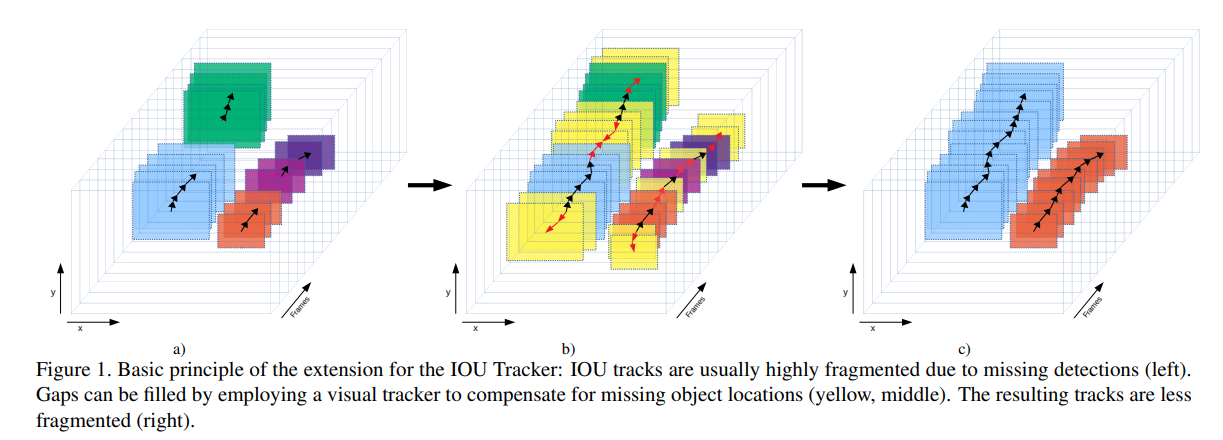 y
x
Frames
y
x
Frames
y
x
Frames
a)
b)
c)
Figure 1. Basic principle of the extension for the IOU Tracker: IOU tracks are usually highly fragmented due to missing detections (left).
Gaps can be filled by employing a visual tracker to compensate for missing object locations (yellow, middle). The resulting tracks are less
fragmented (right).